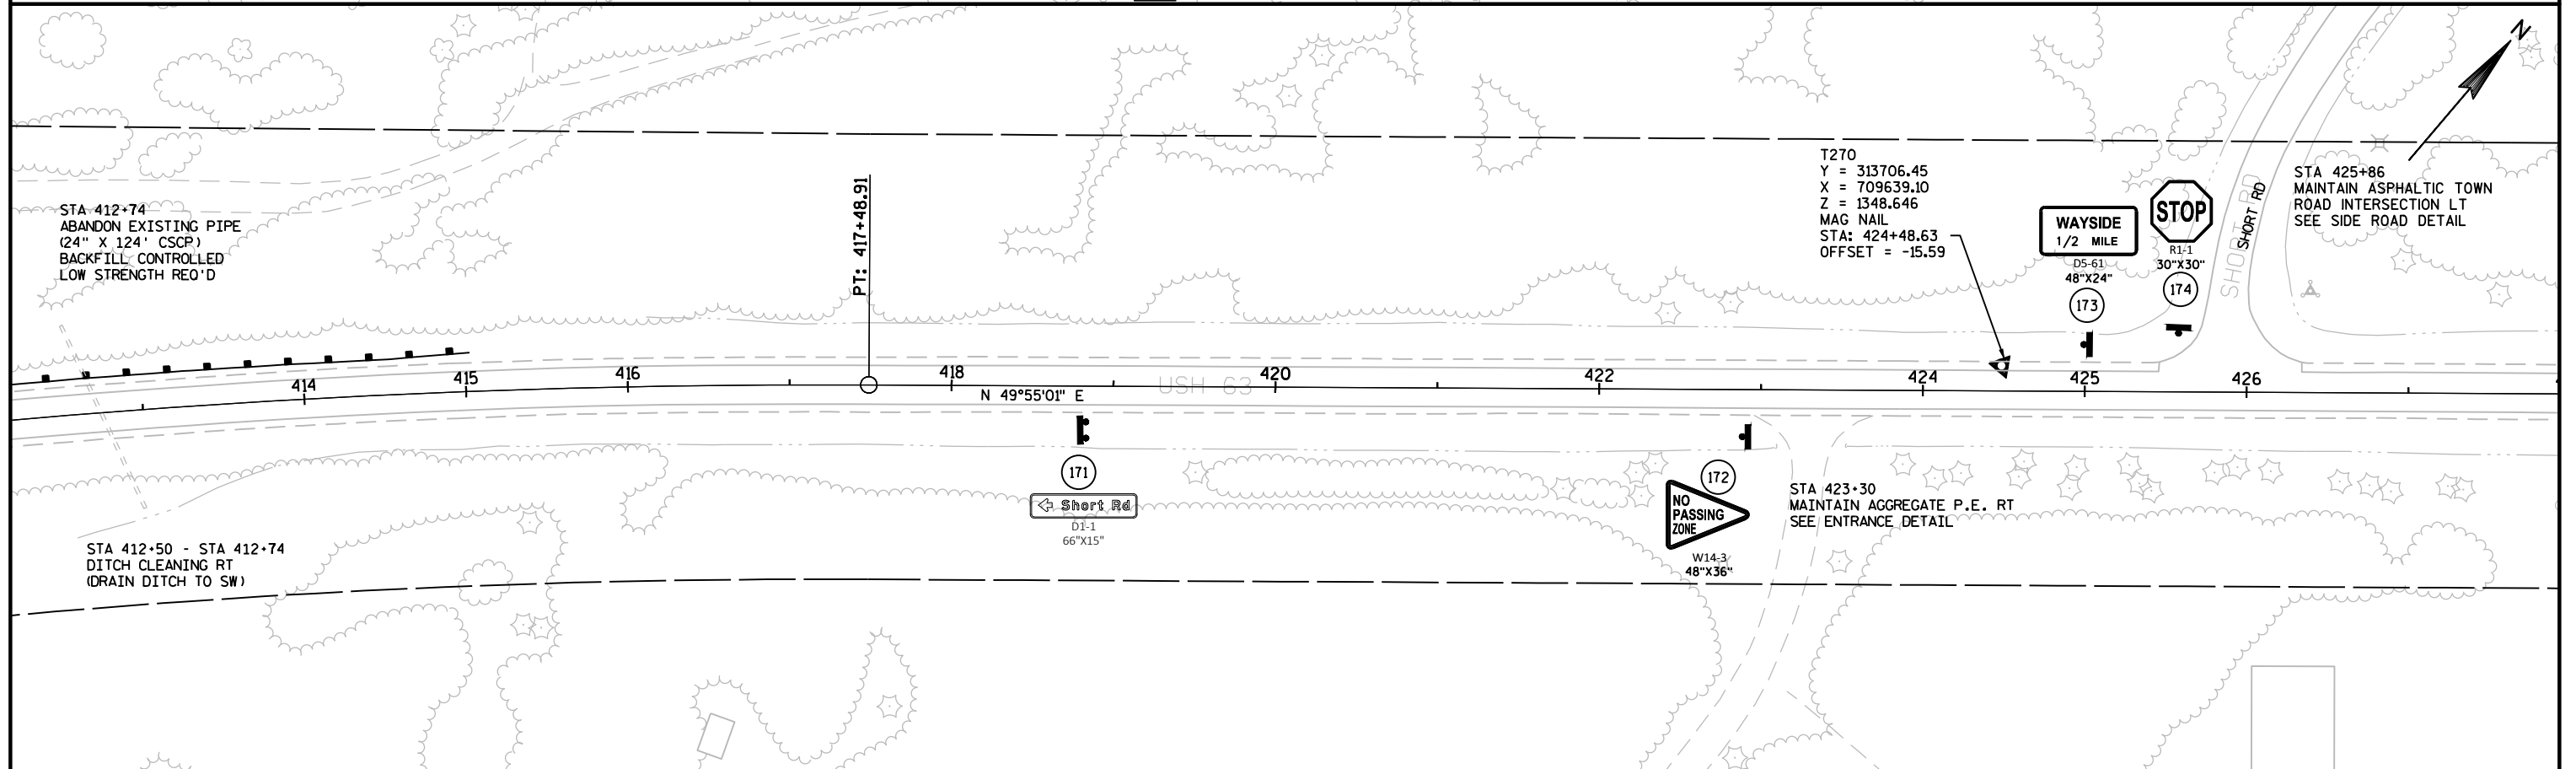 N
T270
Y = 313706.45
X = 709639.10
Z = 1348.646
MAG NAIL
STA: 424+48.63
OFFSET = -15.59
WAYSIDE
1/2 MILE
D5-61
48"X24"
173
STOP
R1-1
30"X30"
174
SHORT RD
SHORT RD
STA 425+86
MAINTAIN ASPHALTIC TOWN
ROAD INTERSECTION LT
SEE SIDE ROAD DETAIL
STA 412+74
ABANDON EXISTING PIPE
(24" X 124' CSCP)
BACKFILL CONTROLLED
LOW STRENGTH REQ'D
PT: 417+48.91
414
415
416
418
420
422
424
425
426
N 49°55'01" E
USH 63
171
Short Rd
D1-1
66"X15"
172
NO
PASSING
ZONE
W14-3
48"X36"
STA 423+30
MAINTAIN AGGREGATE P.E. RT
SEE ENTRANCE DETAIL
STA 412+50 - STA 412+74
DITCH CLEANING RT
(DRAIN DITCH TO SW)